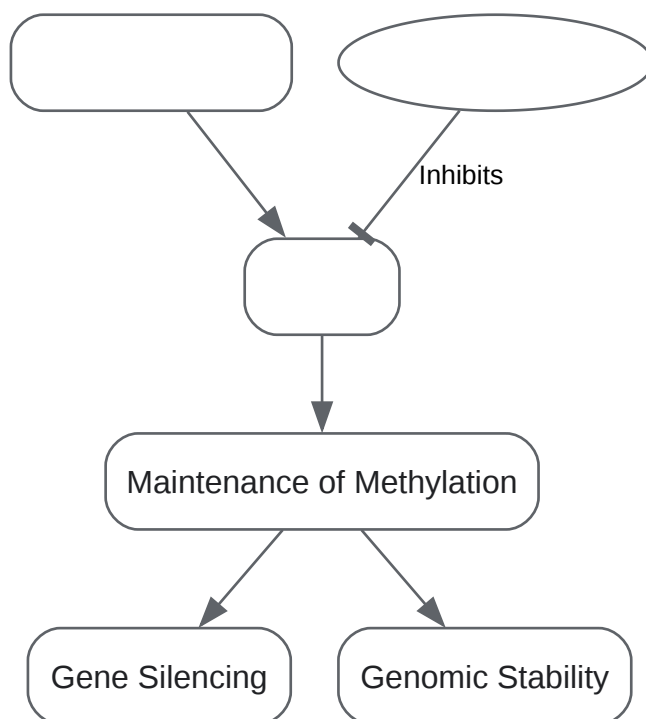 Inhibits
Maintenance of Methylation
Gene Silencing
Genomic Stability